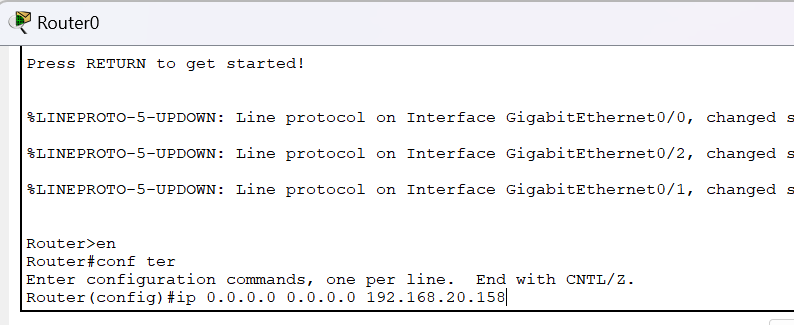 Router0
Press RETURN to get started!
%LINEPROTO-5-UPDOWN: Line protocol on Interface GigabitEthernet0/0, changed s
%LINEPROTO-5-UPDOWN: Line protocol on Interface GigabitEthernet0/2, changed s
%LINEPROTO-5-UPDOWN: Line protocol on Interface GigabitEthernet0/1, changed s
Router>en
Router#conf ter
Enter configuration commands, one per line.  End with CNTL/Z.
Router(config)#ip 0.0.0.0 0.0.0.0 192.168.20.158